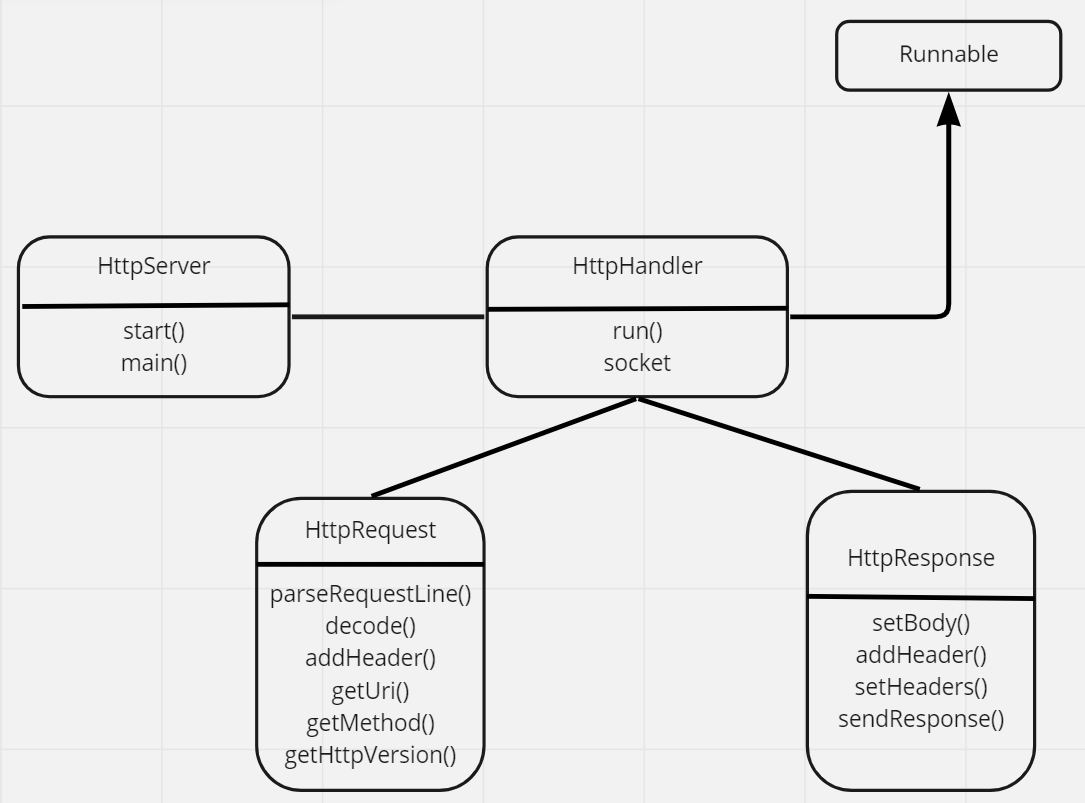 Runnable
HttpServer
start()
main()
HttpHandler
run()
socket
HttpRequest
parseRequestLine()
decode()
addHeader()
getUri()
getMethod()
getHttpVersion()
HttpResponse
setBody()
addHeader()
setHeaders()
sendResponse()